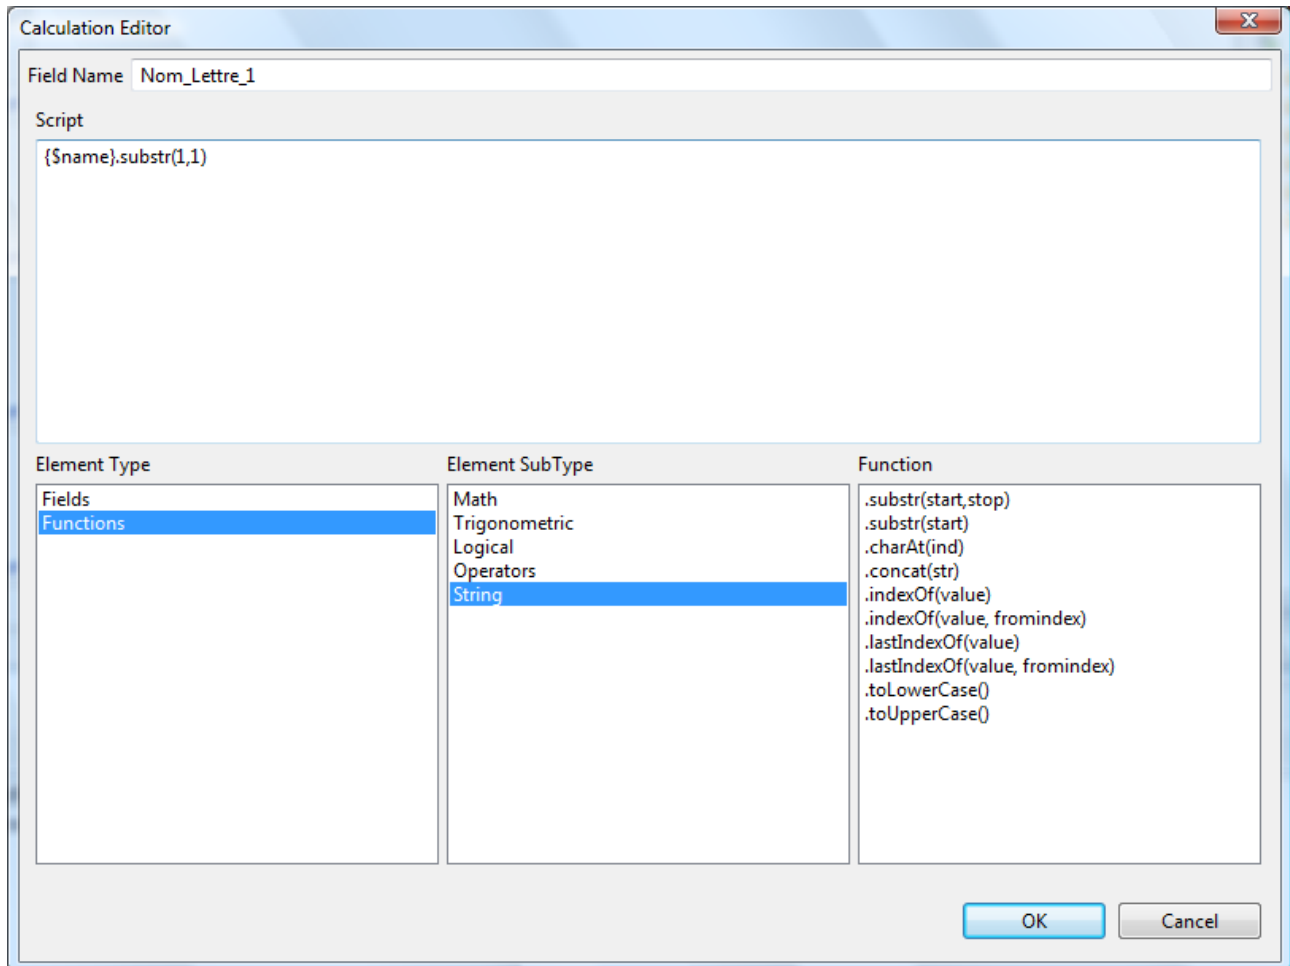 Calculation Editor
X
Field Name Nom_Lettre_1
Script
{$name}.substr(1,1)
Element Type Element SubType Function
Fields Math .substr(start,stop)
Functions Trigonometric .substr(start)
Logical .charAt(ind)
Operators .concat(str)
String .indexOf(value)
.indexOf(value, fromindex)
.lastIndexOf(value)
.lastIndexOf(value, fromindex)
.toLowerCase()
.toUpperCase()
OK Cancel